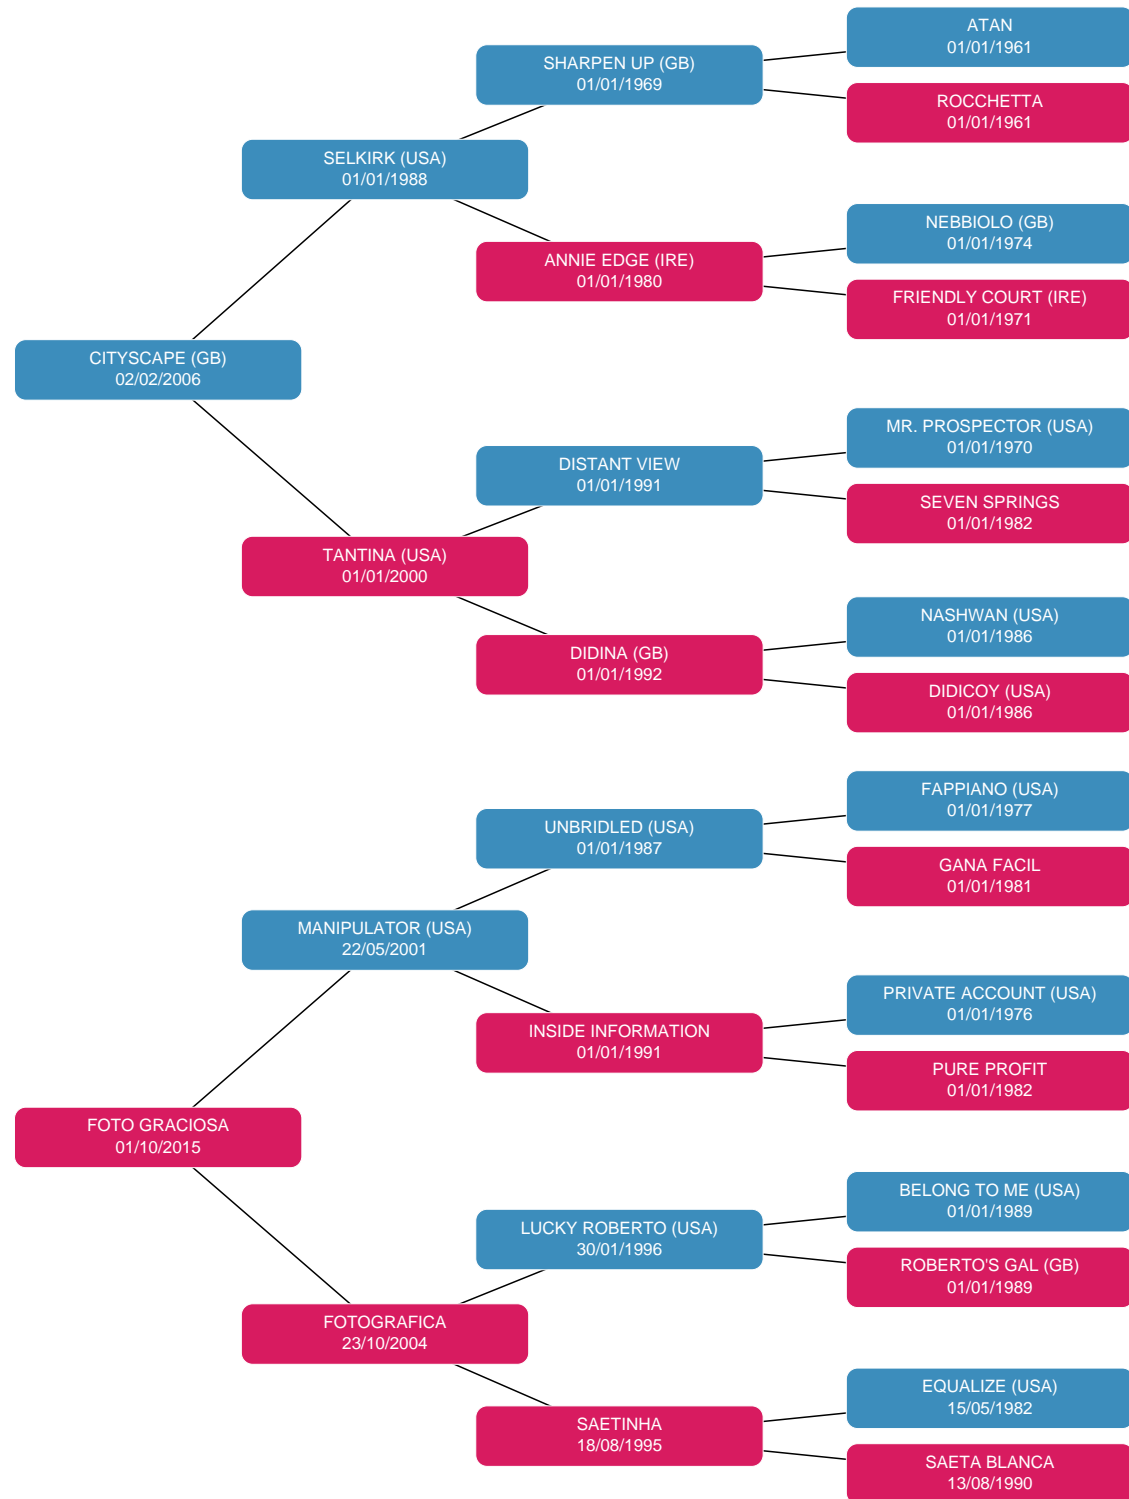 ATAN
01/01/1961
SHARPEN UP (GB)
01/01/1969
ROCCHETTA
01/01/1961
SELKIRK (USA)
01/01/1988
NEBBIOLO (GB)
01/01/1974
ANNIE EDGE (IRE)
01/01/1980
FRIENDLY COURT (IRE)
01/01/1971
CITYSCAPE (GB)
02/02/2006
MR. PROSPECTOR (USA)
01/01/1970
DISTANT VIEW
01/01/1991
SEVEN SPRINGS
01/01/1982
TANTINA (USA)
01/01/2000
NASHWAN (USA)
01/01/1986
DIDINA (GB)
01/01/1992
DIDICOY (USA)
01/01/1986
FAPPIANO (USA)
01/01/1977
UNBRIDLED (USA)
01/01/1987
GANA FACIL
01/01/1981
MANIPULATOR (USA)
22/05/2001
PRIVATE ACCOUNT (USA)
01/01/1976
INSIDE INFORMATION
01/01/1991
PURE PROFIT
01/01/1982
FOTO GRACIOSA
01/10/2015
BELONG TO ME (USA)
01/01/1989
LUCKY ROBERTO (USA)
30/01/1996
ROBERTO'S GAL (GB)
01/01/1989
FOTOGRAFICA
23/10/2004
EQUALIZE (USA)
15/05/1982
SAETINHA
18/08/1995
SAETA BLANCA
13/08/1990